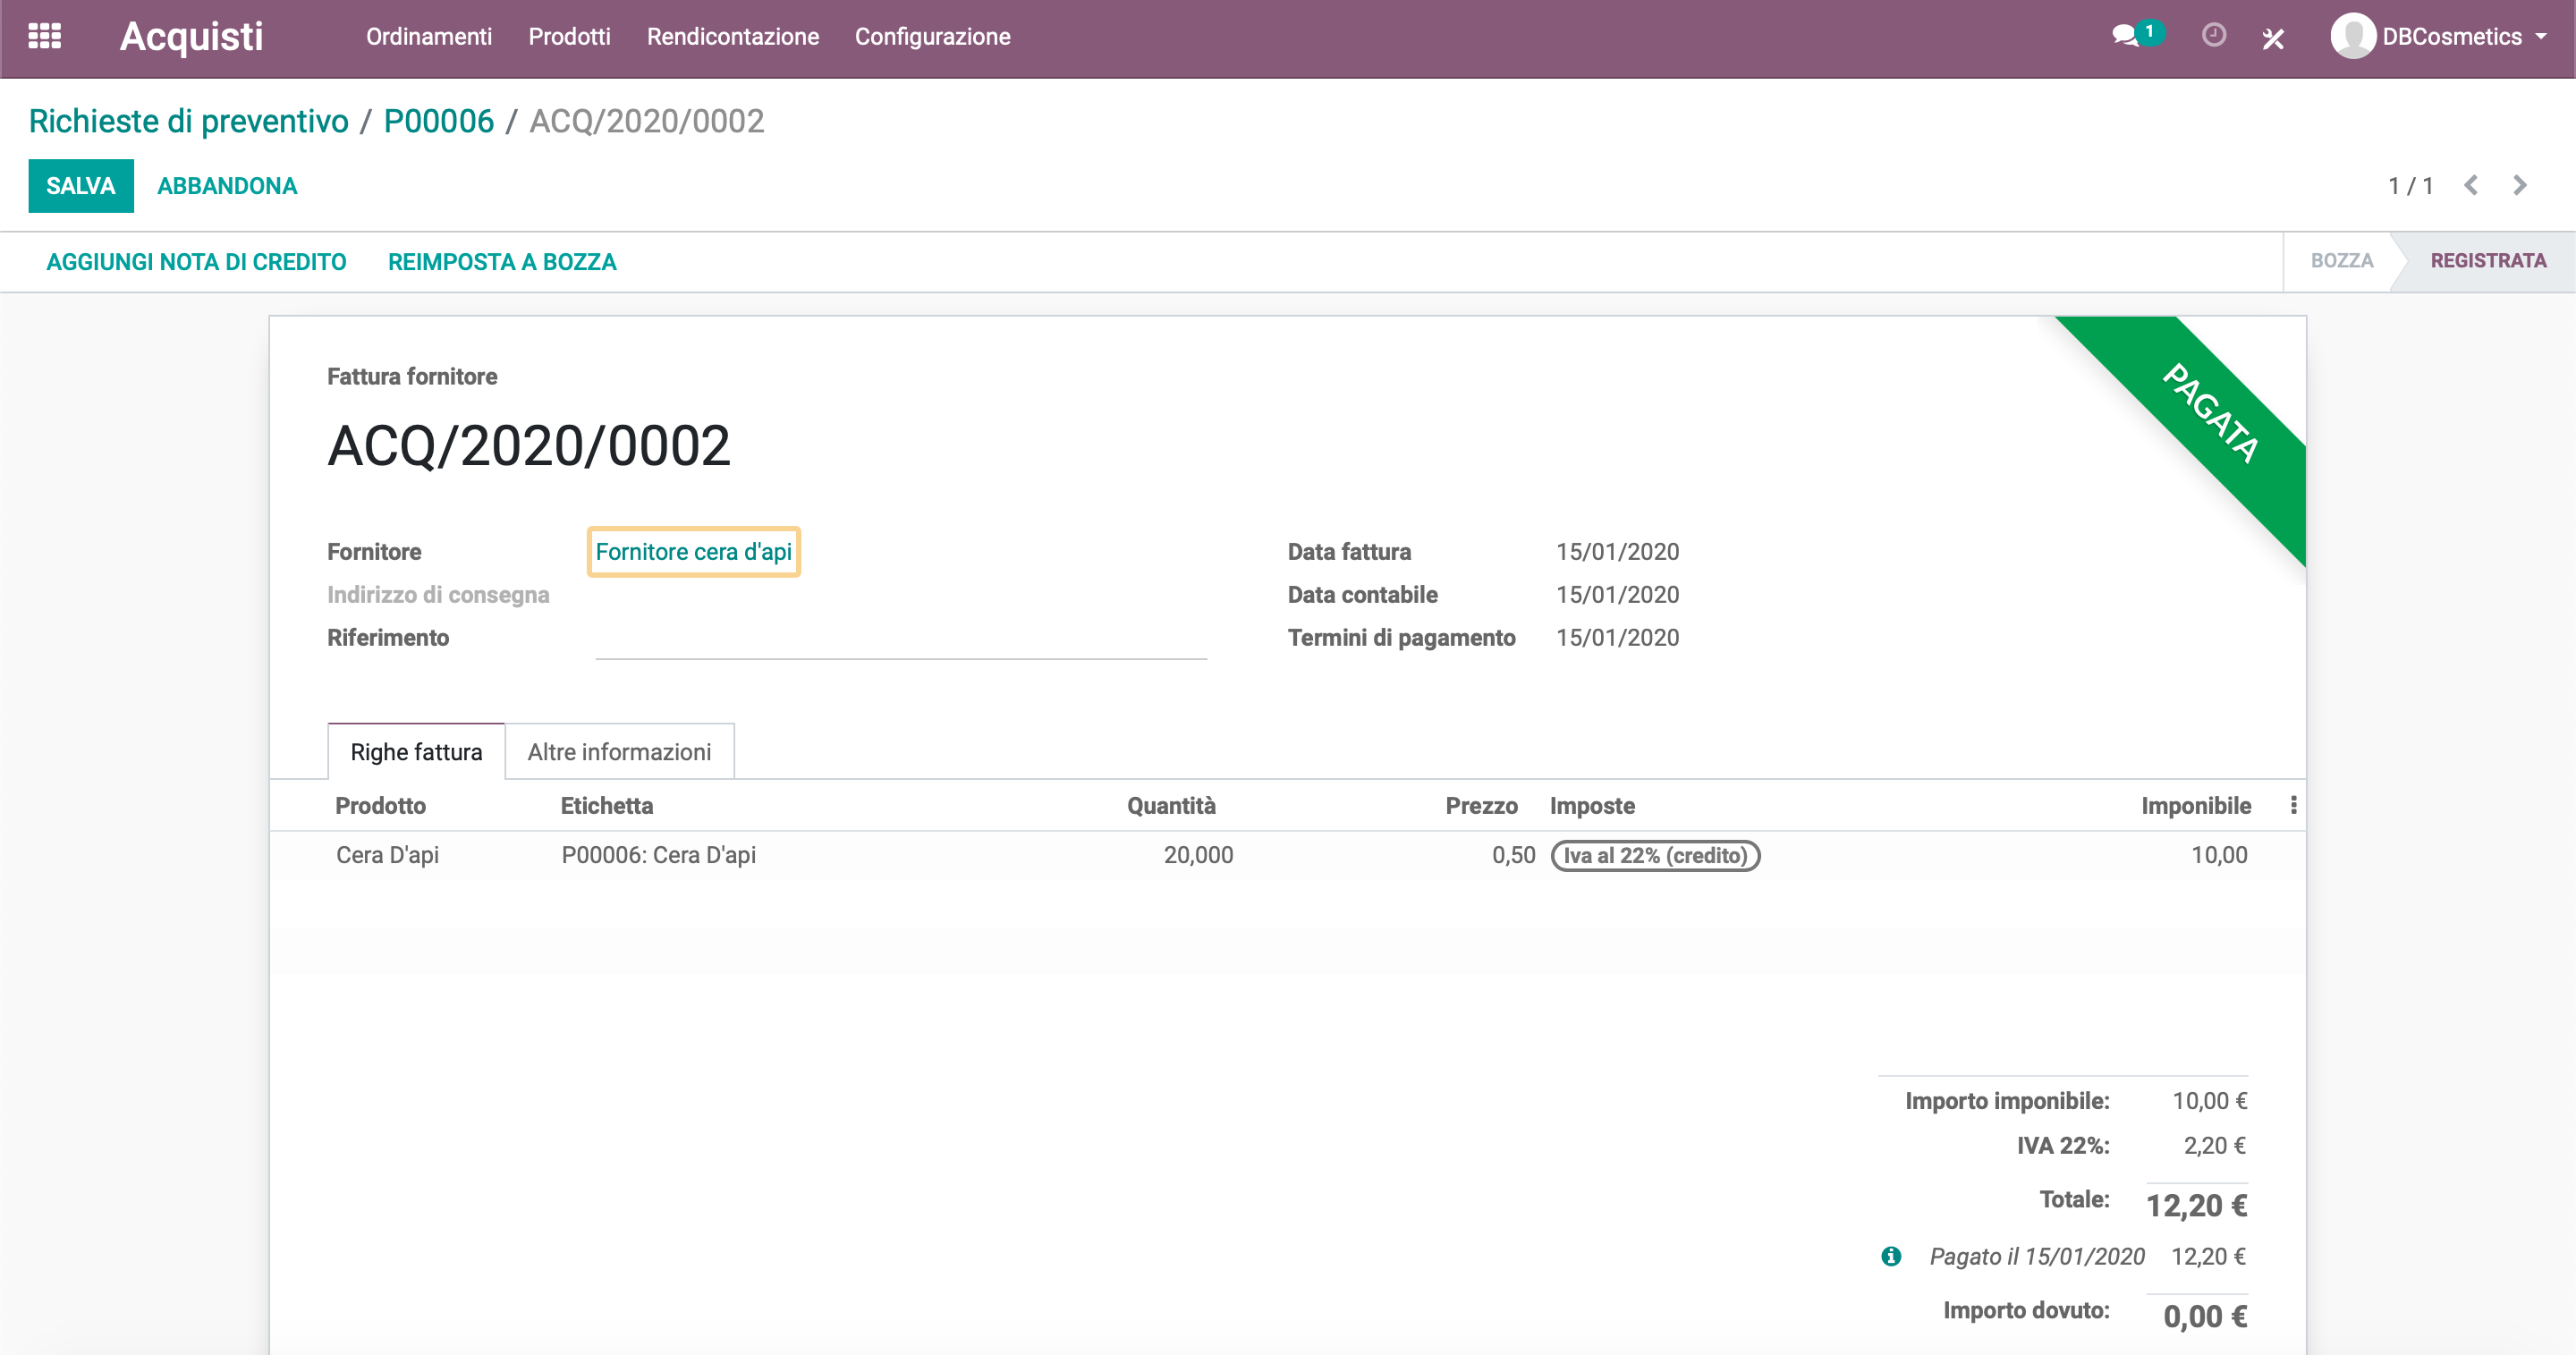 Acquisti Ordinamenti Prodotti Rendicontazione Configurazione 1 DBCosmetics
Richieste di preventivo / P00006 / ACQ/2020/0002
SALVA ABBANDONA 1 / 1
AGGIUNGI NOTA DI CREDITO REIMPOSTA A BOZZA BOZZA REGISTRATA
PAGATA
Fattura fornitore
ACQ/2020/0002
Fornitore Fornitore cera d'api Data fattura 15/01/2020
Indirizzo di consegna Data contabile 15/01/2020
Riferimento Termini di pagamento 15/01/2020
Righe fattura Altre informazioni
Prodotto Etichetta Quantità Prezzo Imposte Imponibile
Cera D'api P00006: Cera D'api 20,000 0,50 Iva al 22% (credito) 10,00
Importo imponibile: 10,00 €
IVA 22%: 2,20 €
Totale: 12,20 €
Pagato il 15/01/2020 12,20 €
Importo dovuto: 0,00 €